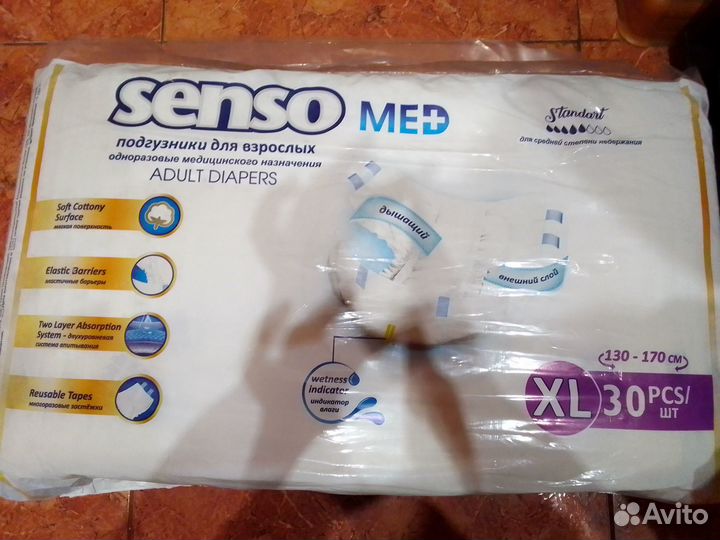 senso MED
подгузники для взрослых
одноразовые медицинского назначения
ADULT DIAPERS
Standart
для средней степени недержания
Soft Cottony
Surface
мягкая поверхность
Elastic Barriers
эластичные барьеры
Two Layer Absorption
System - двухуровневая
система впитывания
Reusable Tapes
многоразовые застёжки
дышащий
внешний слой
wetness
indicator
индикатор
влаги
130 - 170 см
XL 30 PCS/
шт
Avito